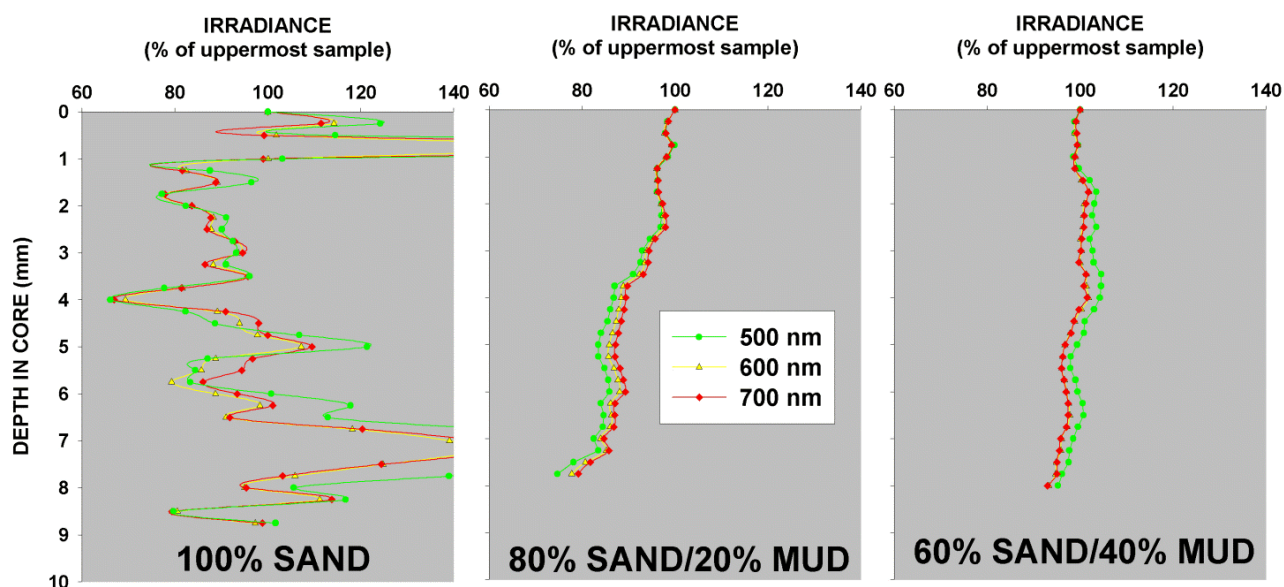 IRRADIANCE
(% of uppermost sample)
60 80 100 120 140
IRRADIANCE
(% of uppermost sample)
60 80 100 120 140
IRRADIANCE
(% of uppermost sample)
60 80 100 120 140
DEPTH IN CORE (mm)
0
1
2
3
4
5
6
7
8
9
10
500 nm
600 nm
700 nm
100% SAND
80% SAND/20% MUD
60% SAND/40% MUD